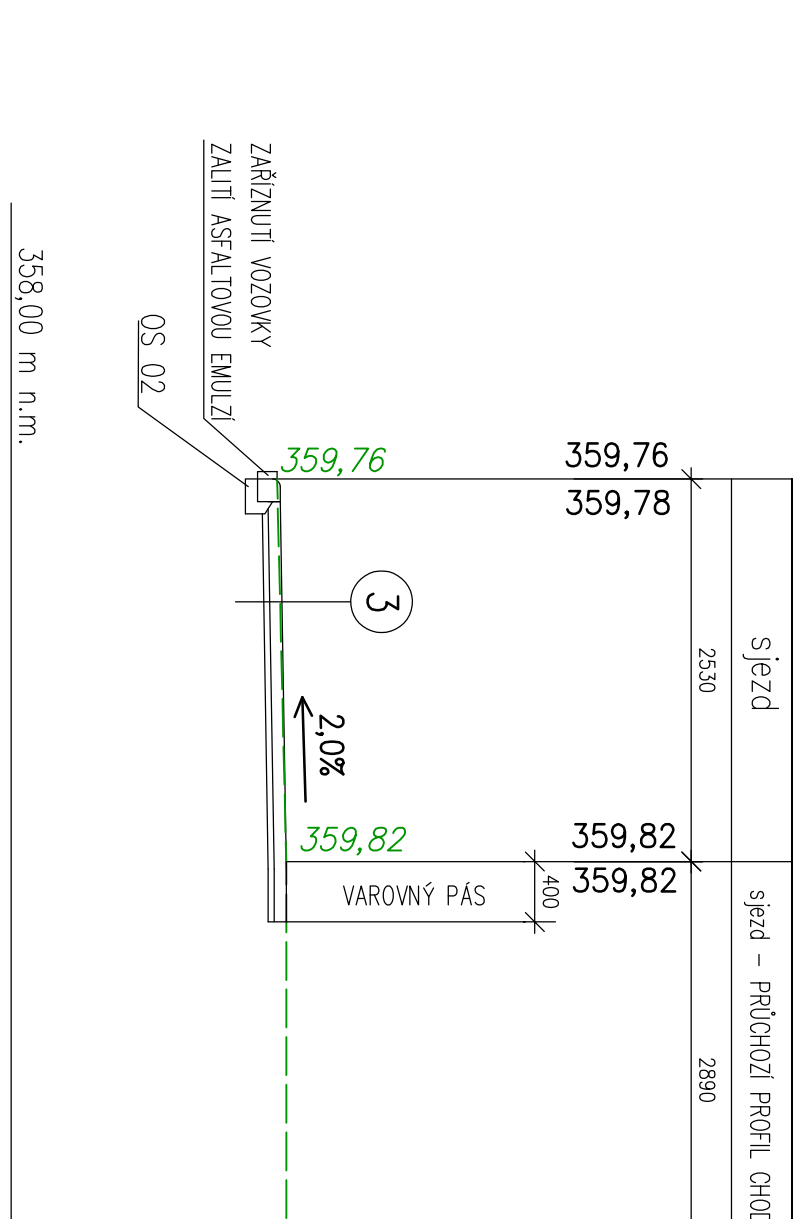 ZAŘÍZNUTÍ VOZOVKY
ZALITÍ ASFALTOVOU EMULZÍ
OS 02
358,00 m n.m.
359,76
359,76
359,78
3
2,0%
2530
sjezd
359,82
359,82
359,82
400
VAROVNÝ PÁS
2890
sjezd – PRŮCHOZÍ PROFIL CHOD